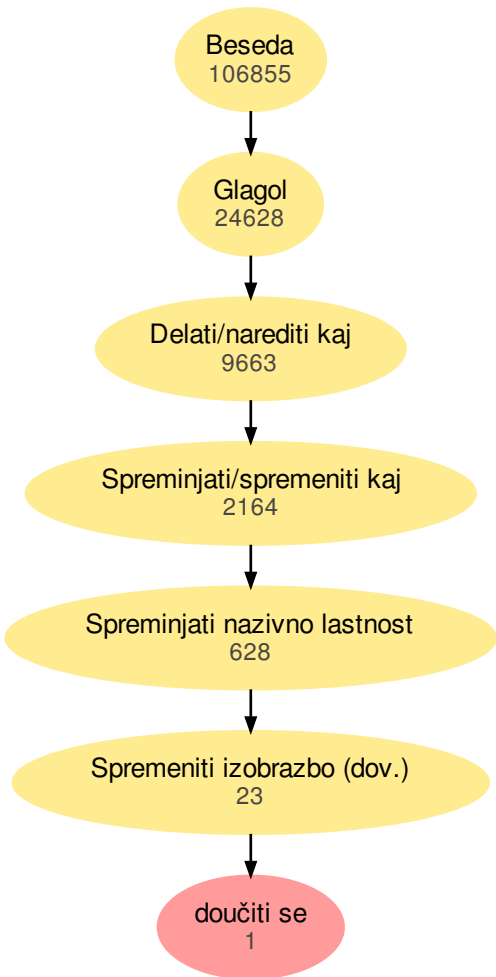 Beseda
106855
Glagol
24628
Delati/narediti kaj
9663
Spreminjati/spremeniti kaj
2164
Spreminjati nazivno lastnost
628
Spremeniti izobrazbo (dov.)
23
doučiti se
1